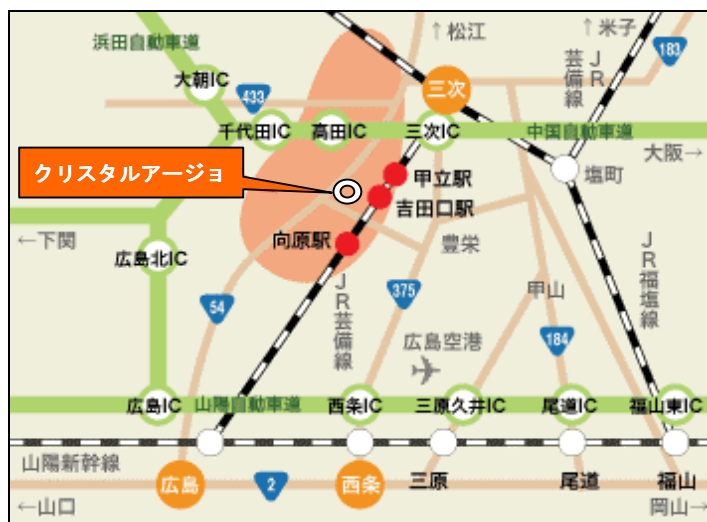 ↑松江
↑米子
183
浜田自動車道
JR
芸備線
大朝IC
三次
433
千代田IC
高田IC
三次IC
中国自動車道
大阪→
クリスタルアージョ
甲立駅
塩町
吉田口駅
向原駅
豊栄
←下関
広島北IC
JR芸備線
375
甲山
JR福塩線
54
184
広島空港
広島IC
山陽自動車道
西条IC
三原久井IC
尾道IC
福山東IC
山陽新幹線
広島
2
西条
三原
尾道
福山
←山口
岡山→